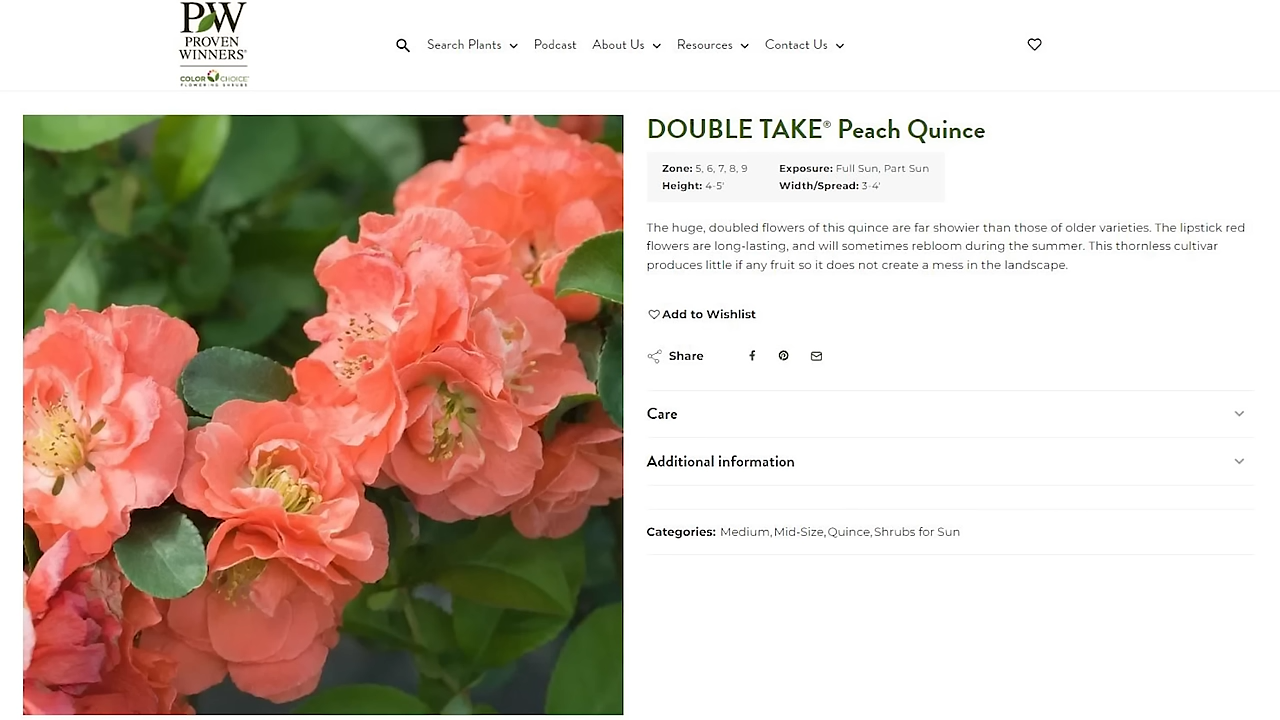 PW
PROVEN
WINNERS®
COLOR CHOICE®
FLOWERING SHRUBS
Search Plants
Podcast
About Us
Resources
Contact Us
DOUBLE TAKE® Peach Quince
Zone: 5, 6, 7, 8, 9
Exposure: Full Sun, Part Sun
Height: 4-5'
Width/Spread: 3-4'
The huge, doubled flowers of this quince are far showier than those of older varieties. The lipstick red
flowers are long-lasting, and will sometimes rebloom during the summer. This thornless cultivar
produces little if any fruit so it does not create a mess in the landscape.
Add to Wishlist
Share
Care
Additional information
Categories: Medium, Mid-Size, Quince, Shrubs for Sun